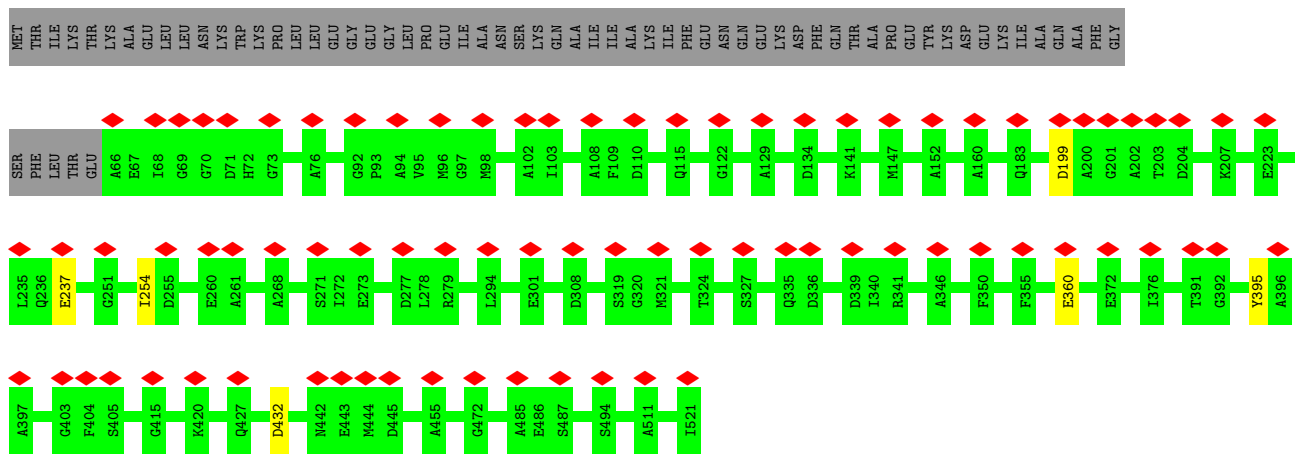 MET THR ILE LYS THR LYS ALA GLU LEU LEU ASN LYS TRP LYS PRO LEU LEU GLU GLY GLU GLY LEU PRO GLU ILE ALA ASN SER LYS GLN ALA ILE ILE ALA LYS ILE PHE GLU ASN GLN GLU LYS ASP PHE GLN THR ALA PRO GLU TYR LYS ASP GLU LYS ILE ALA GLN ALA PHE GLY
SER PHE LEU THR GLU A66 E67 I68 G69 G70 D71 H72 G73 A76 G92 P93 A94 V95 M96 G97 M98 A102 I103 A108 F109 D110 Q115 G122 A129 D134 K141 M147 A152 A160 Q183 D199 A200 G201 A202 T203 D204 K207 E223
L235 Q236 E237 G251 I254 D255 E260 A261 A268 S271 I272 E273 D277 L278 R279 L294 E301 D308 S319 G320 M321 T324 S327 Q335 D336 D339 I340 R341 A346 F350 F355 E360 E372 I376 T391 G392 Y395 A396
A397 G403 F404 S405 G415 K420 Q427 D432 N442 E443 M444 D445 A455 G472 A485 E486 S487 S494 A511 I521